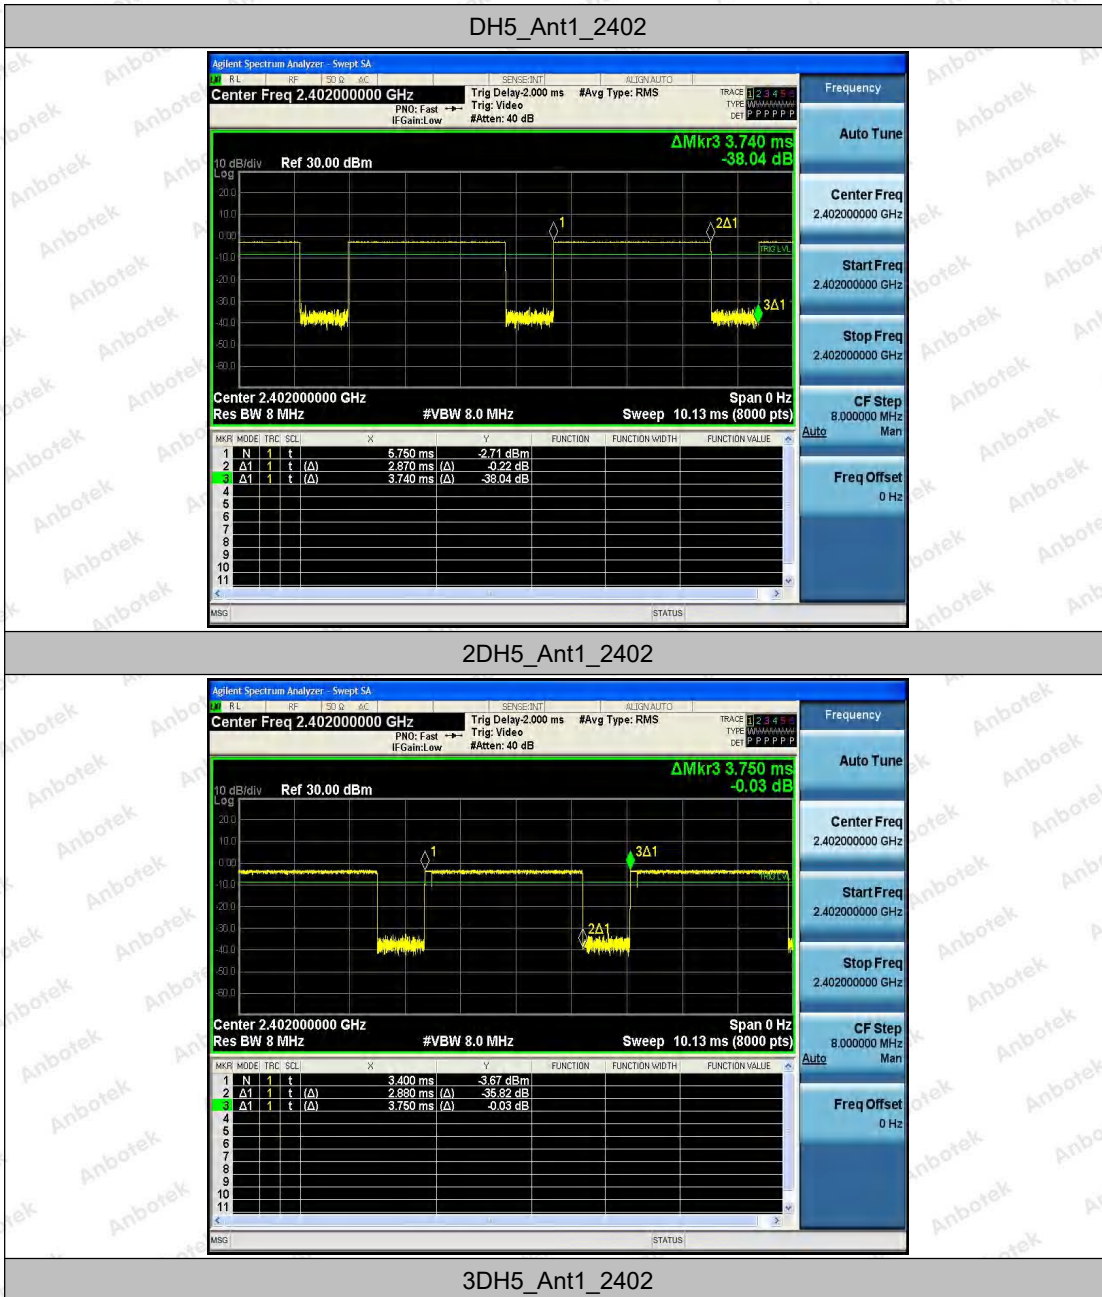 DH5_Ant1_2402
Agilent Spectrum Analyzer - Swept SA
RL RF 50 Ω AC SENSE:INT ALIGNAUTO
Center Freq 2.402000000 GHz
PNO: Fast
IFGain:Low
Trig Delay-2.000 ms
Trig: Video
#Atten: 40 dB
#Avg Type: RMS
TRACE 1 2 3 4 5 6
TYPE
DET P P P P P P
ΔMkr3 3.740 ms
-38.04 dB
10 dB/div
Log
Ref 30.00 dBm
20.0
10.0
0.00
-10.0
-20.0
-30.0
-40.0
-50.0
-60.0
1
2Δ1
TRIG LVL
3Δ1
Center 2.402000000 GHz
Span 0 Hz
Res BW 8 MHz
#VBW 8.0 MHz
Sweep 10.13 ms (8000 pts)
MKR MODE TRC SCL X Y FUNCTION FUNCTION WIDTH FUNCTION VALUE
1 N 1 t 5.750 ms -2.71 dBm
2 Δ1 1 t (Δ) 2.870 ms (Δ) -0.22 dB
3 Δ1 1 t (Δ) 3.740 ms (Δ) -38.04 dB
4
5
6
7
8
9
10
11
MSG
STATUS
Frequency
Auto Tune
Center Freq
2.402000000 GHz
Start Freq
2.402000000 GHz
Stop Freq
2.402000000 GHz
CF Step
8.000000 MHz
Auto Man
Freq Offset
0 Hz
2DH5_Ant1_2402
Agilent Spectrum Analyzer - Swept SA
RL RF 50 Ω AC SENSE:INT ALIGNAUTO
Center Freq 2.402000000 GHz
PNO: Fast
IFGain:Low
Trig Delay-2.000 ms
Trig: Video
#Atten: 40 dB
#Avg Type: RMS
TRACE 1 2 3 4 5 6
TYPE
DET P P P P P P
ΔMkr3 3.750 ms
-0.03 dB
10 dB/div
Log
Ref 30.00 dBm
20.0
10.0
0.00
-10.0
-20.0
-30.0
-40.0
-50.0
-60.0
1
3Δ1
TRIG LVL
2Δ1
Center 2.402000000 GHz
Span 0 Hz
Res BW 8 MHz
#VBW 8.0 MHz
Sweep 10.13 ms (8000 pts)
MKR MODE TRC SCL X Y FUNCTION FUNCTION WIDTH FUNCTION VALUE
1 N 1 t 3.400 ms -3.67 dBm
2 Δ1 1 t (Δ) 2.880 ms (Δ) -35.82 dB
3 Δ1 1 t (Δ) 3.750 ms (Δ) -0.03 dB
4
5
6
7
8
9
10
11
MSG
STATUS
Frequency
Auto Tune
Center Freq
2.402000000 GHz
Start Freq
2.402000000 GHz
Stop Freq
2.402000000 GHz
CF Step
8.000000 MHz
Auto Man
Freq Offset
0 Hz
3DH5_Ant1_2402
Anbotek